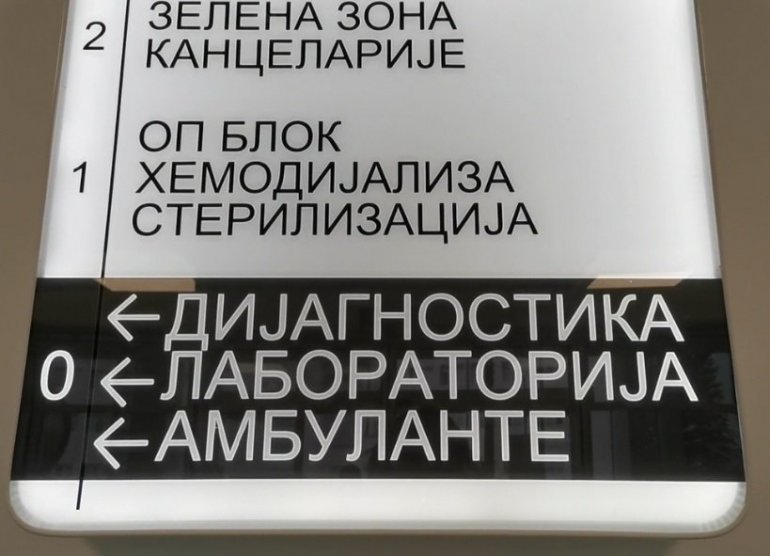 ЗЕЛЕНА ЗОНА
2 КАНЦЕЛАРИЈЕ
ОП БЛОК
1 ХЕМОДИЈАЛИЗА
СТЕРИЛИЗАЦИЈА
←ДИЈАГНОСТИКА
0 ←ЛАБОРАТОРИЈА
←АМБУЛАНТЕ